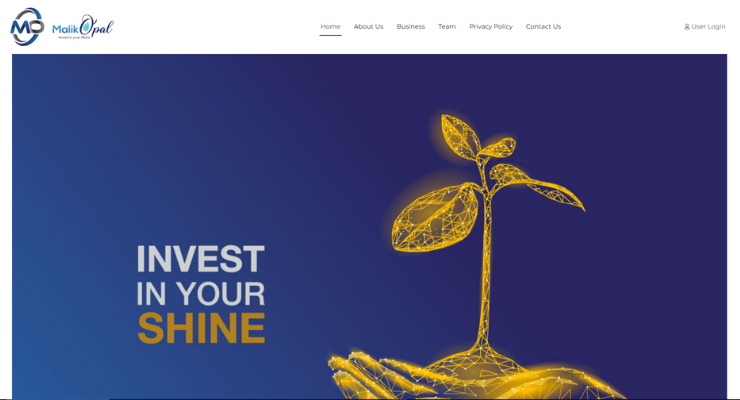 MO
Malik Opal
Invest in your Shine
Home
About Us
Business
Team
Privacy Policy
Contact Us
User Login
INVEST
IN YOUR
SHINE